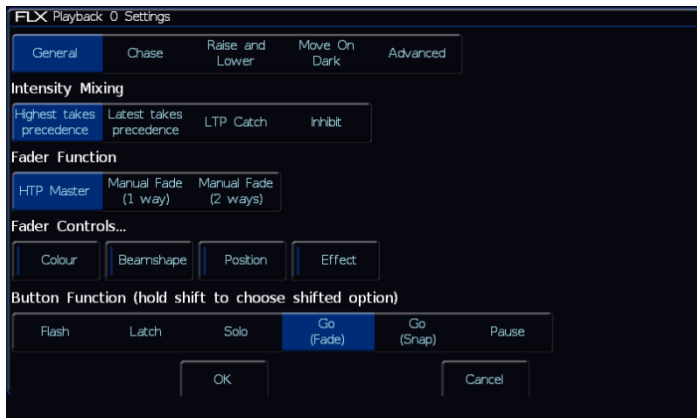 FLX Playback 0 Settings
General Chase Raise and Lower Move On Dark Advanced
Intensity Mixing
Highest takes precedence Latest takes precedence LTP Catch Inhibit
Fader Function
HTP Master Manual Fade (1 way) Manual Fade (2 ways)
Fader Controls...
Colour Beamshape Position Effect
Button Function (hold shift to choose shifted option)
Flash Latch Solo Go (Fade) Go (Snap) Pause
OK Cancel